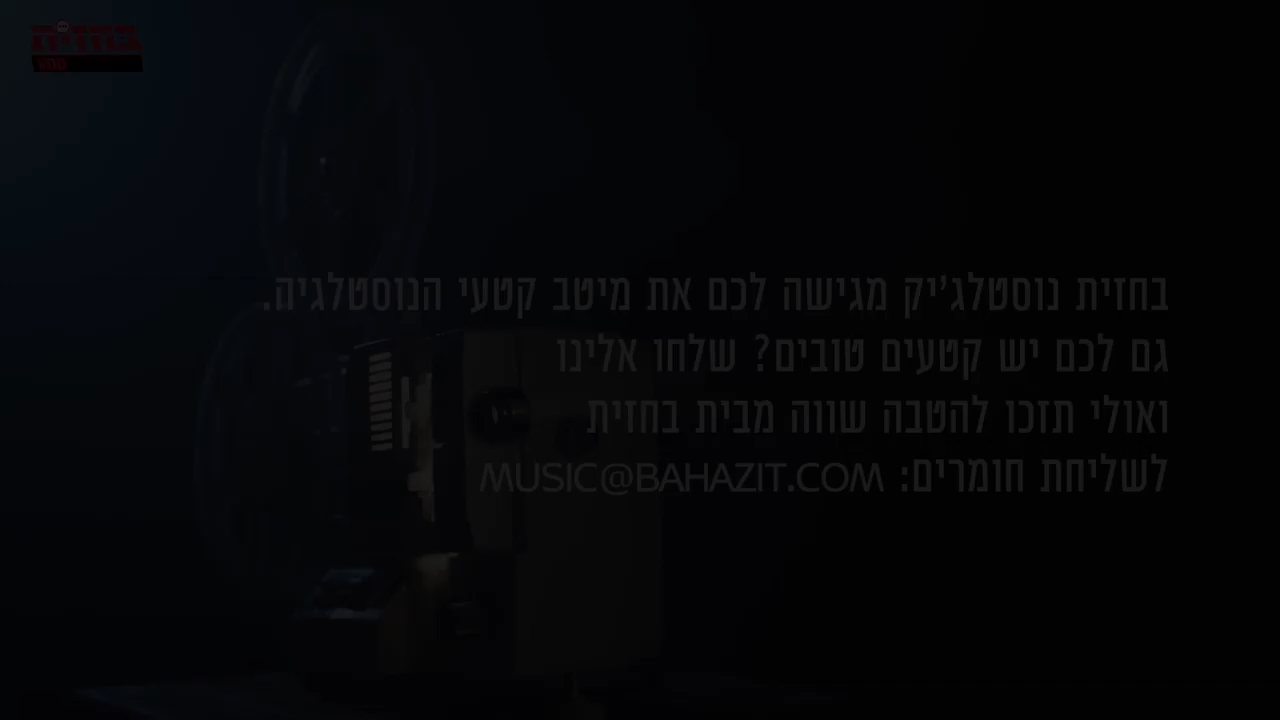 בחזית
בחזית נוסטלג'יק מגישה לכם את מיטב קטעי הנוסטלגיה.
גם לכם יש קטעים טובים? שלחו אלינו
ואולי תזכו להטבה שווה מבית בחזית
לשליחת חומרים: MUSIC@BAHAZIT.COM